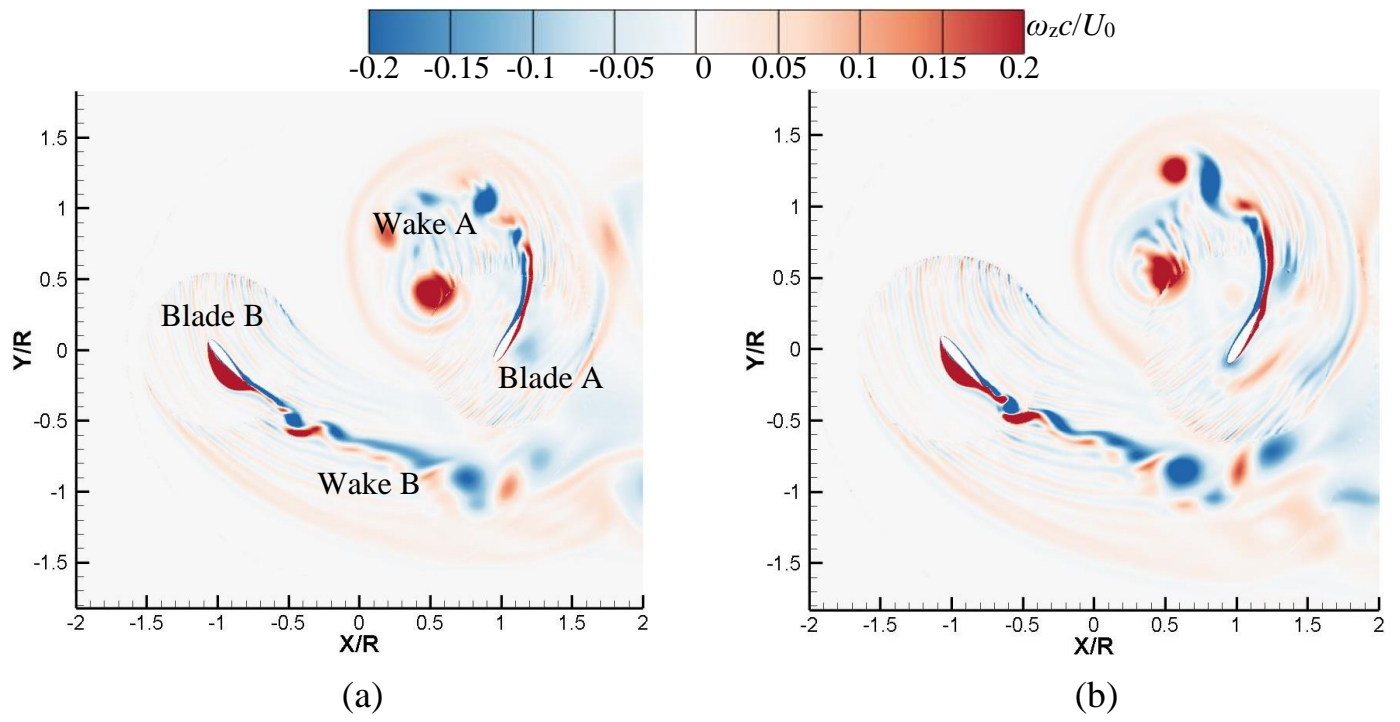 ωzc/U0
-0.2 -0.15 -0.1 -0.05 0 0.05 0.1 0.15 0.2
1.5
1
0.5
0
-0.5
-1
-1.5
Y/R
Wake A
Blade B
Blade A
Wake B
-2 -1.5 -1 -0.5 0 0.5 1 1.5 2
X/R
(a)
1.5
1
0.5
0
-0.5
-1
-1.5
Y/R
-2 -1.5 -1 -0.5 0 0.5 1 1.5 2
X/R
(b)